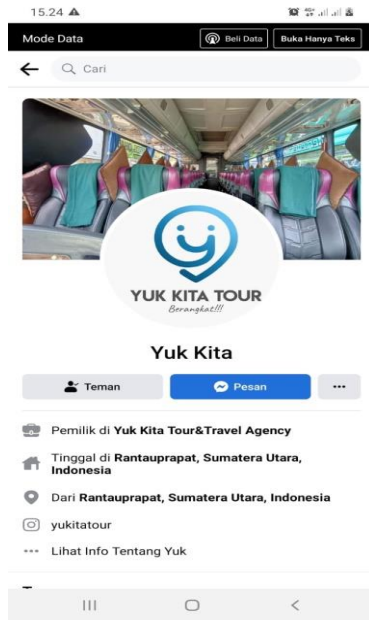 15.24
Mode Data
Beli Data
Buka Hanya Teks
Cari
YUK KITA TOUR
Berangkat!!!
Yuk Kita
Teman
Pesan
Pemilik di Yuk Kita Tour&Travel Agency
Tinggal di Rantauprapat, Sumatera Utara,
Indonesia
Dari Rantauprapat, Sumatera Utara, Indonesia
yukitatour
Lihat Info Tentang Yuk